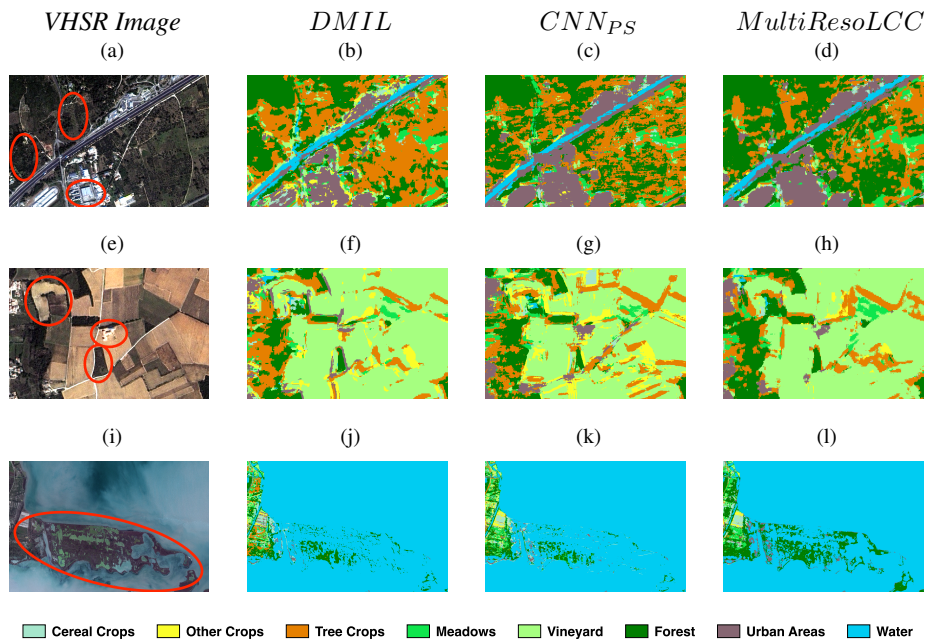 VHSR Image DMIL CNN_PS MultiResoLCC
(a) (b) (c) (d)
(e) (f) (g) (h)
(i) (j) (k) (l)
Cereal Crops Other Crops Tree Crops Meadows Vineyard Forest Urban Areas Water